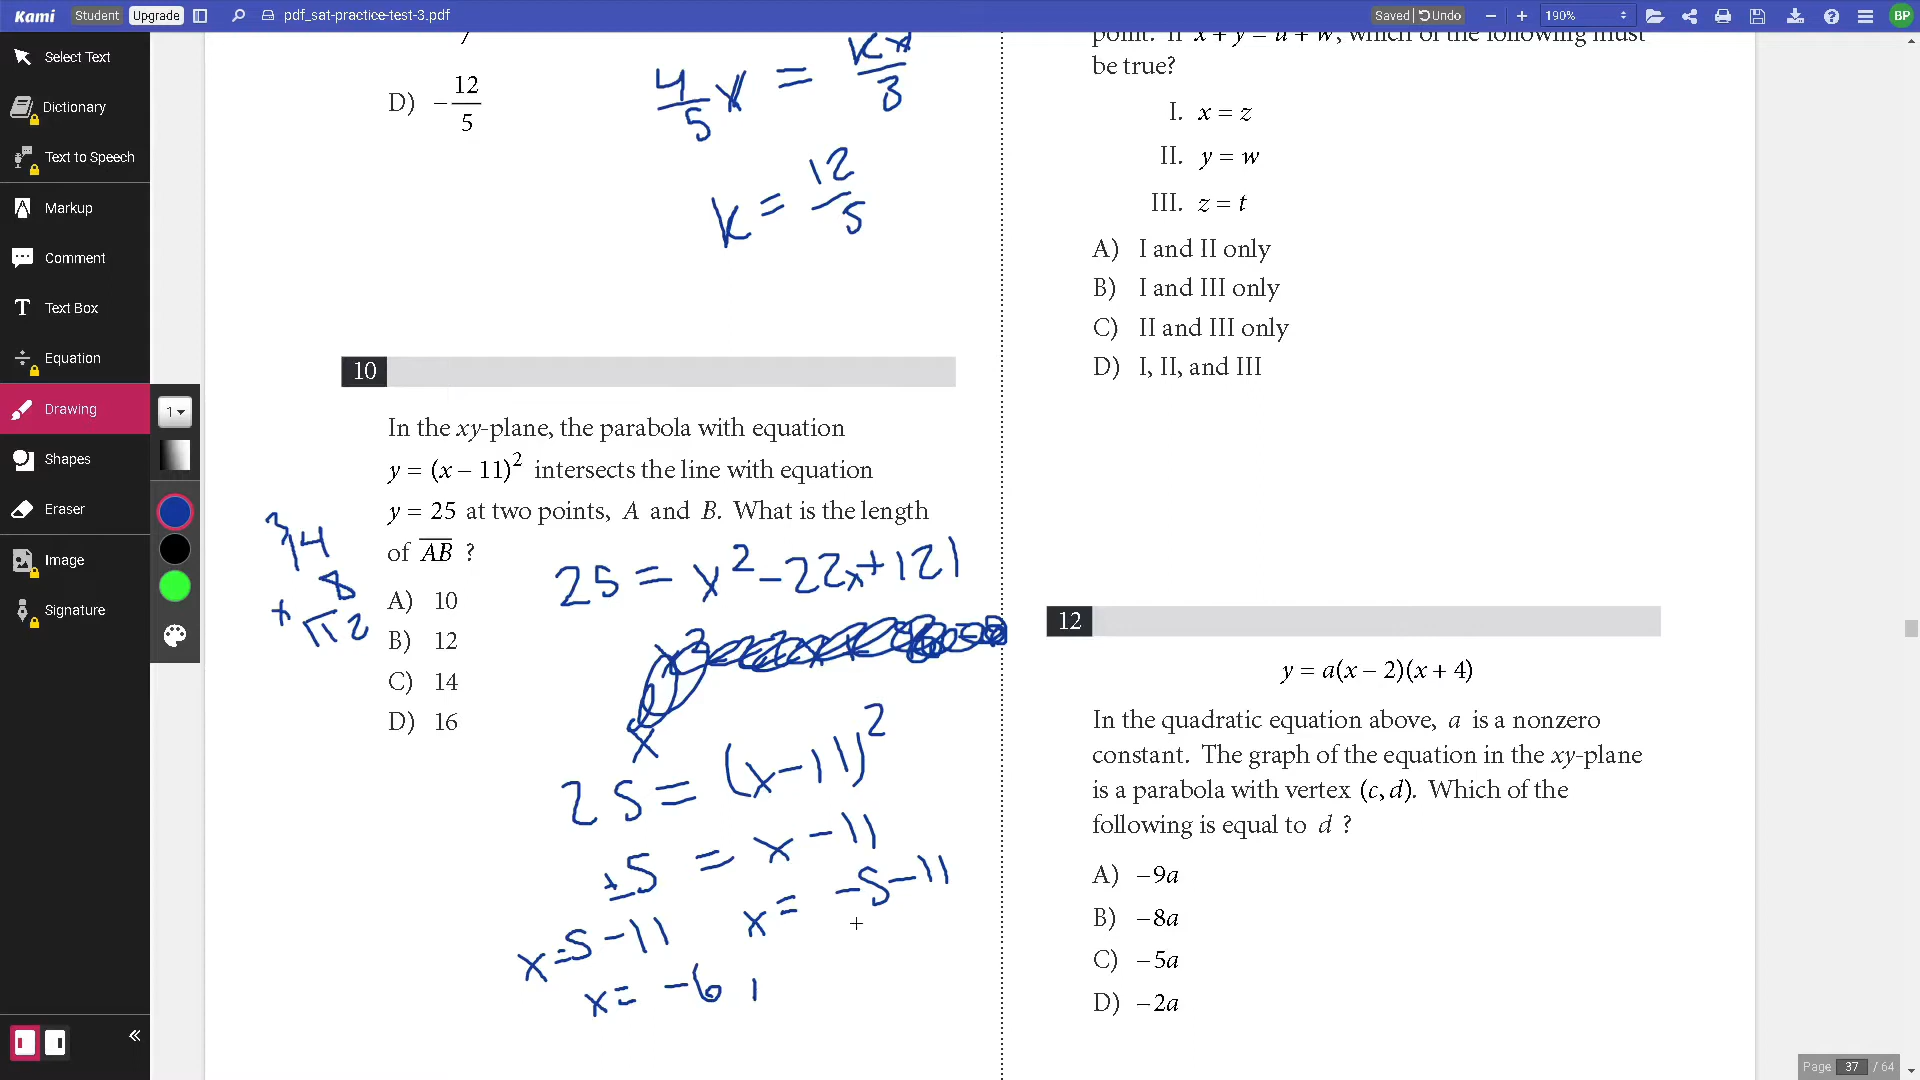 Kami Student Upgrade pdf_sat-practice-test-3.pdf Saved Undo 190% BP
Select Text
Dictionary
Text to Speech
Markup
Comment
Text Box
Equation
Drawing
1
Shapes
Eraser
Image
Signature
D) −12/5
4/5 x = kx/3
k = 12/5
10
In the xy-plane, the parabola with equation
y = (x − 11)² intersects the line with equation
y = 25 at two points, A and B. What is the length
of AB ?
A) 10
B) 12
C) 14
D) 16
25 = x² − 22x + 121
x
25 = (x − 11)²
±5 = x − 11
x = −5 − 11
x = 5 − 11
x = −6
be true?
I. x = z
II. y = w
III. z = t
A) I and II only
B) I and III only
C) II and III only
D) I, II, and III
12
y = a(x − 2)(x + 4)
In the quadratic equation above, a is a nonzero
constant. The graph of the equation in the xy-plane
is a parabola with vertex (c, d). Which of the
following is equal to d ?
A) −9a
B) −8a
C) −5a
D) −2a
Page 37 / 64